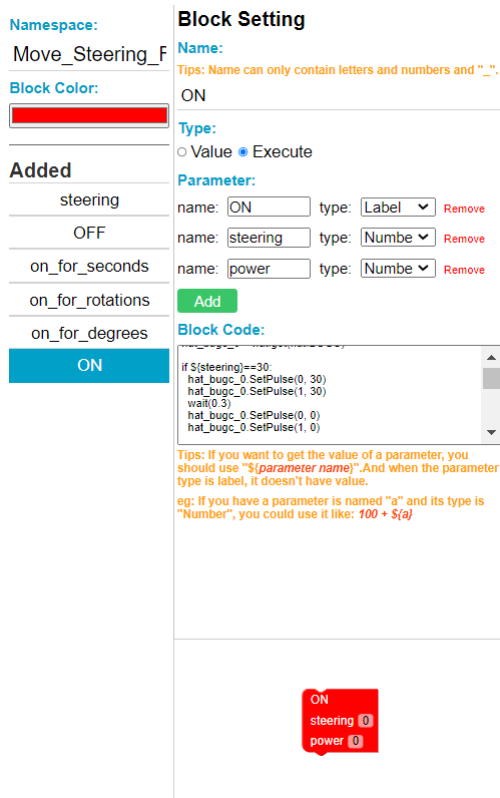 Namespace:
Move_Steering_F
Block Color:
Added
steering
OFF
on_for_seconds
on_for_rotations
on_for_degrees
ON
Block Setting
Name:
Tips: Name can only contain letters and numbers and "_".
ON
Type:
Value Execute
Parameter:
name: ON type: Label Remove
name: steering type: Numbe Remove
name: power type: Numbe Remove
Add
Block Code:
if ${steering}==30:
hat_bugc_0.SetPulse(0, 30)
hat_bugc_0.SetPulse(1, 30)
wait(0.3)
hat_bugc_0.SetPulse(0, 0)
hat_bugc_0.SetPulse(1, 0)
Tips: If you want to get the value of a parameter, you
should use "${parameter name}".And when the parameter
type is label, it doesn't have value.
eg: If you have a parameter is named "a" and its type is
"Number", you could use it like: 100 + ${a}
ON
steering 0
power 0